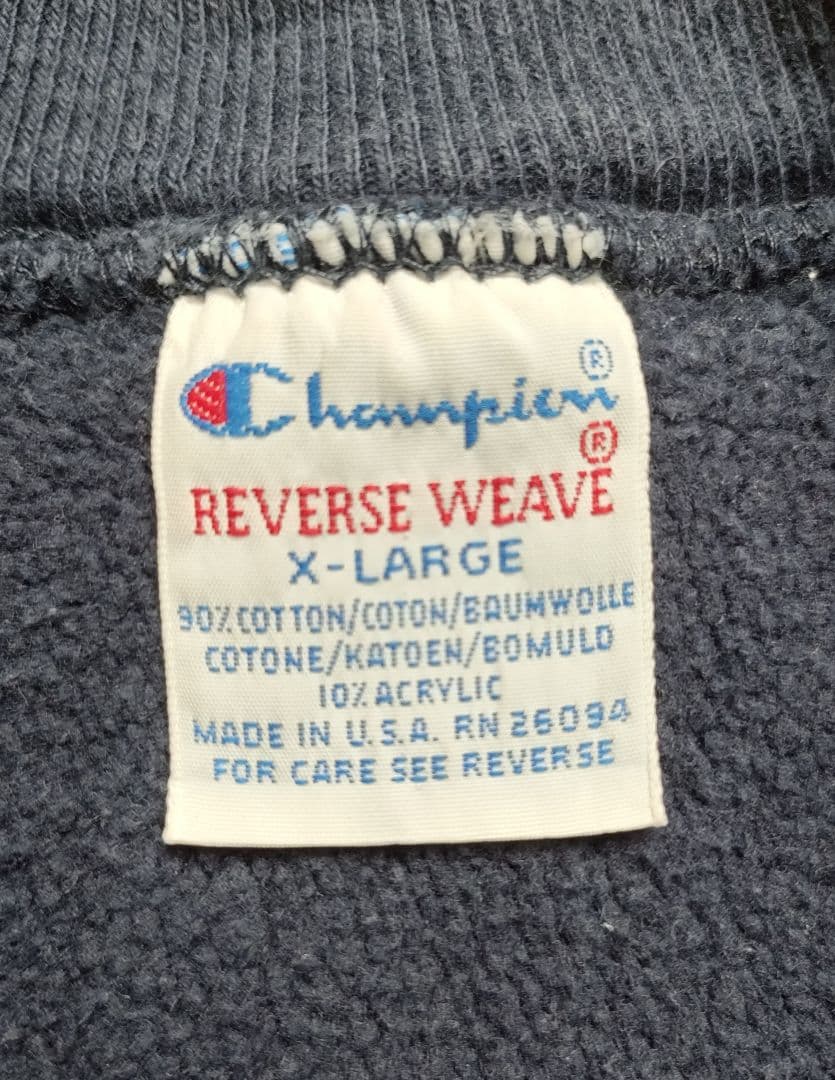 Champion ®
REVERSE WEAVE ®
X-LARGE
90% COTTON/COTON/BAUMWOLLE
COTONE/KATOEN/BOMULD
10% ACRYLIC
MADE IN U.S.A. RN 26094
FOR CARE SEE REVERSE